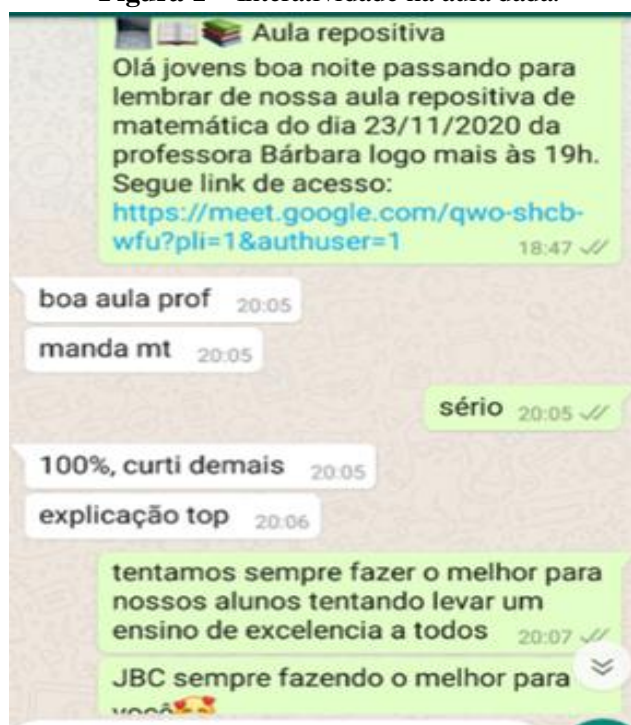 Aula repositiva
Olá jovens boa noite passando para
lembrar de nossa aula repositiva de
matemática do dia 23/11/2020 da
professora Bárbara logo mais às 19h.
Segue link de acesso:
https://meet.google.com/qwo-shcb-
wfu?pli=1&authuser=1 18:47
boa aula prof 20:05
manda mt 20:05
sério 20:05
100%, curti demais 20:05
explicação top 20:06
tentamos sempre fazer o melhor para
nossos alunos tentando levar um
ensino de excelencia a todos 20:07
JBC sempre fazendo o melhor para